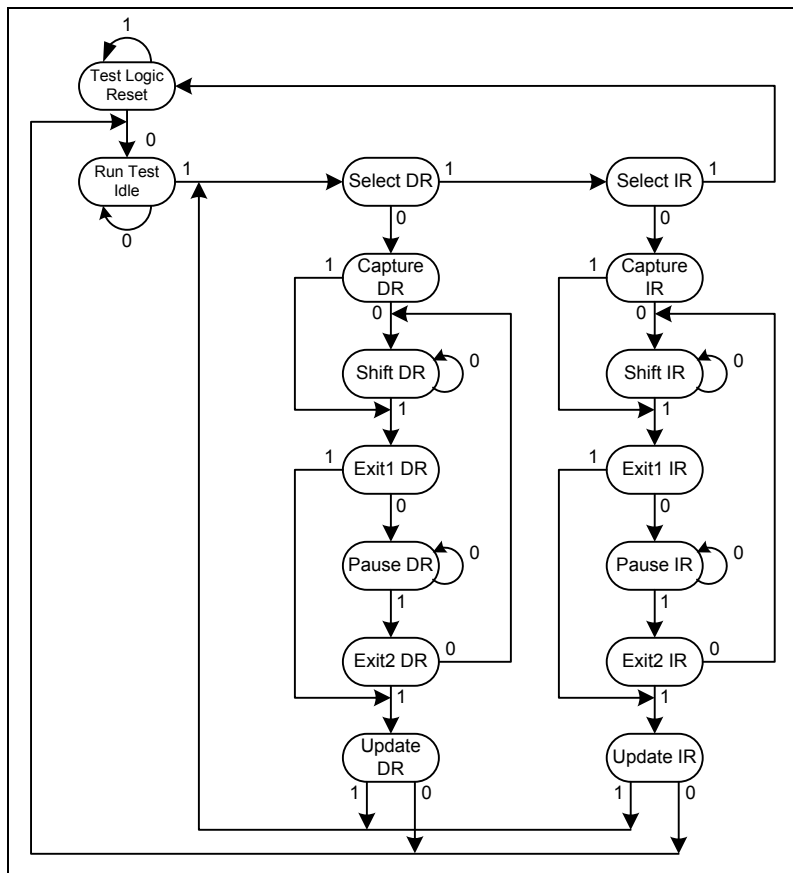 1
Test Logic
Reset
0
Run Test
Idle
1
0
Select DR
1
Select IR
1
0
0
1
Capture
DR
1
Capture
IR
0
0
Shift DR
0
Shift IR
0
1
1
1
Exit1 DR
1
Exit1 IR
0
0
Pause DR
0
Pause IR
0
1
1
Exit2 DR
0
Exit2 IR
0
1
1
Update
DR
Update IR
1
0
1
0